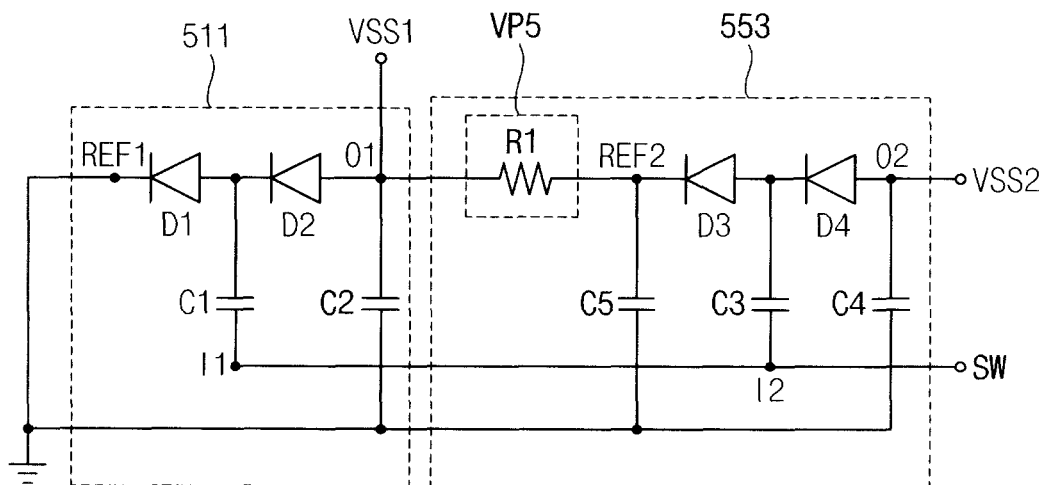 511
VSS1
VP5
553
REF1
O1
R1
REF2
O2
VSS2
D1
D2
D3
D4
C1
C2
C5
C3
C4
I1
I2
SW